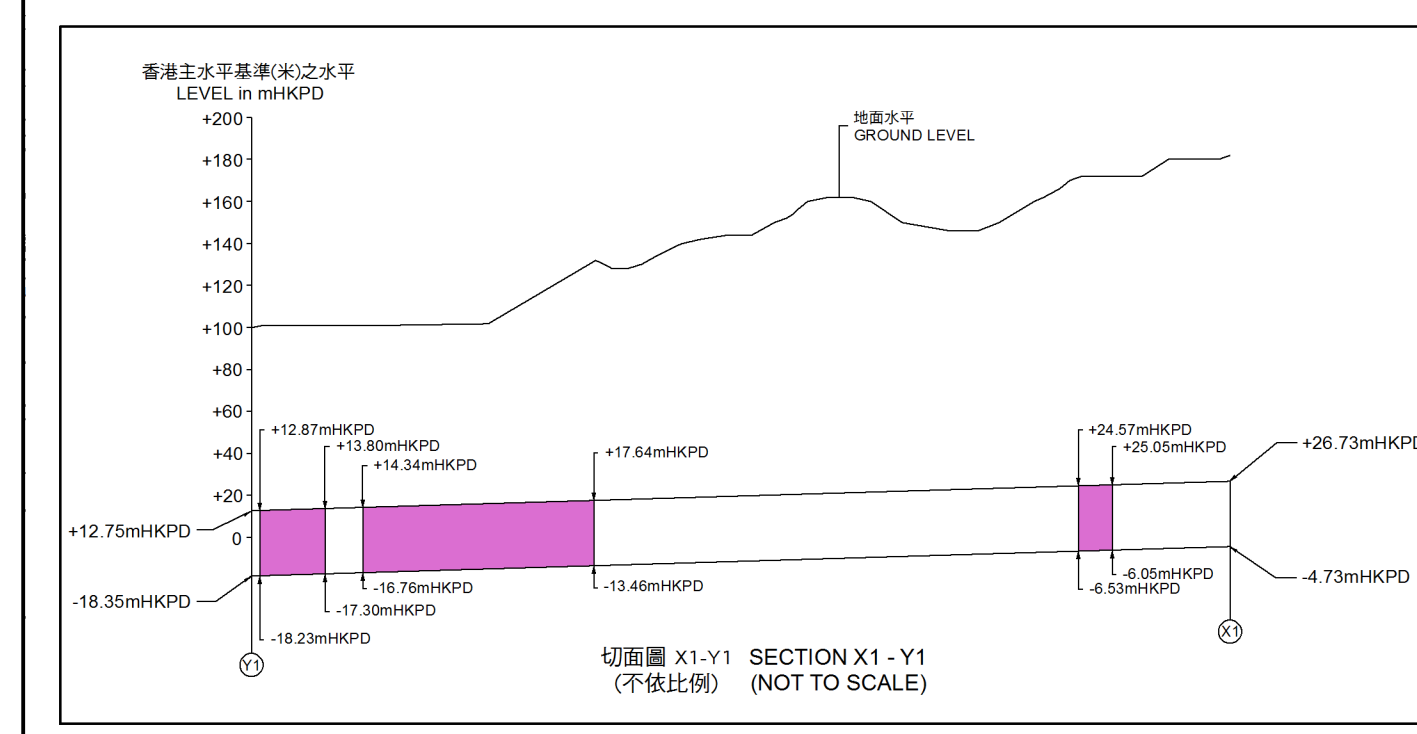 香港主水平基準(米)之水平
LEVEL in mHKPD
+200
地面水平
GROUND LEVEL
+180
+160
+140
+120
+100
+80
+60
+12.87mHKPD
+24.57mHKPD
+13.80mHKPD
+25.05mHKPD
+26.73mHKPD
+40
+17.64mHKPD
+14.34mHKPD
+20
+12.75mHKPD
0
-6.05mHKPD
-4.73mHKPD
-16.76mHKPD
-13.46mHKPD
-6.53mHKPD
-18.35mHKPD
-17.30mHKPD
-18.23mHKPD
X1
Y1
切面圖 X1-Y1 SECTION X1 - Y1
(不依比例) (NOT TO SCALE)